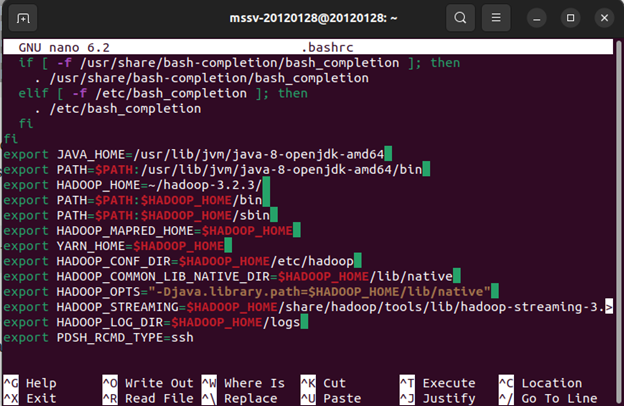 mssv-20120128@20120128: ~
GNU nano 6.2 .bashrc
if [ -f /usr/share/bash-completion/bash_completion ]; then
. /usr/share/bash-completion/bash_completion
elif [ -f /etc/bash_completion ]; then
. /etc/bash_completion
fi
fi
export JAVA_HOME=/usr/lib/jvm/java-8-openjdk-amd64
export PATH=$PATH:/usr/lib/jvm/java-8-openjdk-amd64/bin
export HADOOP_HOME=~/hadoop-3.2.3/
export PATH=$PATH:$HADOOP_HOME/bin
export PATH=$PATH:$HADOOP_HOME/sbin
export HADOOP_MAPRED_HOME=$HADOOP_HOME
export YARN_HOME=$HADOOP_HOME
export HADOOP_CONF_DIR=$HADOOP_HOME/etc/hadoop
export HADOOP_COMMON_LIB_NATIVE_DIR=$HADOOP_HOME/lib/native
export HADOOP_OPTS="-Djava.library.path=$HADOOP_HOME/lib/native"
export HADOOP_STREAMING=$HADOOP_HOME/share/hadoop/tools/lib/hadoop-streaming-3.>
export HADOOP_LOG_DIR=$HADOOP_HOME/logs
export PDSH_RCMD_TYPE=ssh
^G Help ^O Write Out ^W Where Is ^K Cut ^T Execute ^C Location
^X Exit ^R Read File ^\ Replace ^U Paste ^J Justify ^/ Go To Line